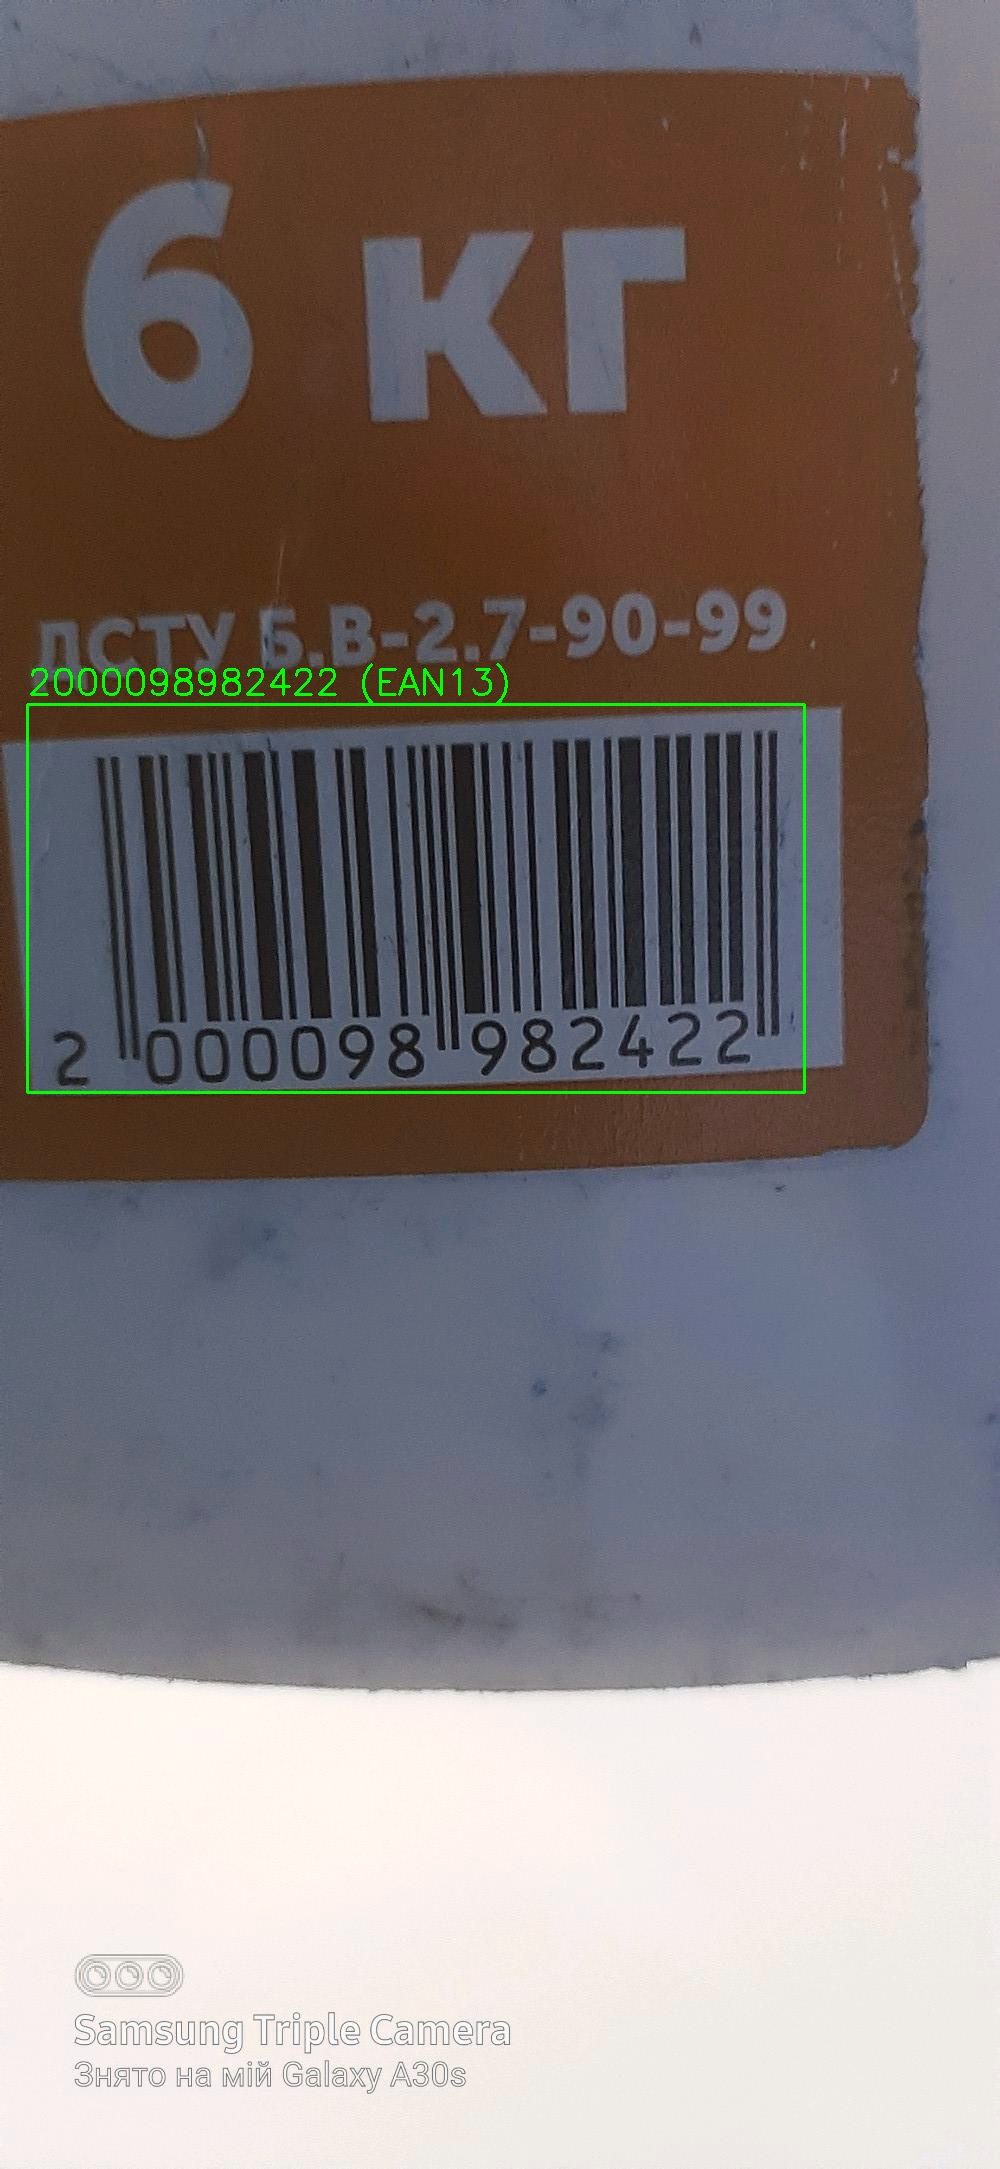 6 кг
ДСТУ Б.В-2.7-90-99
2000098982422 (EAN13)
2 000098 982422
Samsung Triple Camera
Знято на мій Galaxy A30s